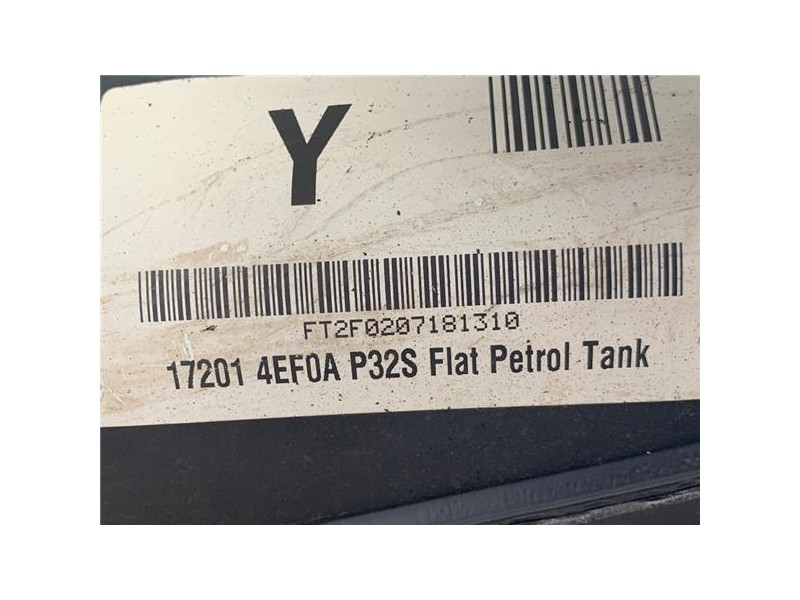 Y
FT2F0207181310
17201 4EF0A P32S Flat Petrol Tank